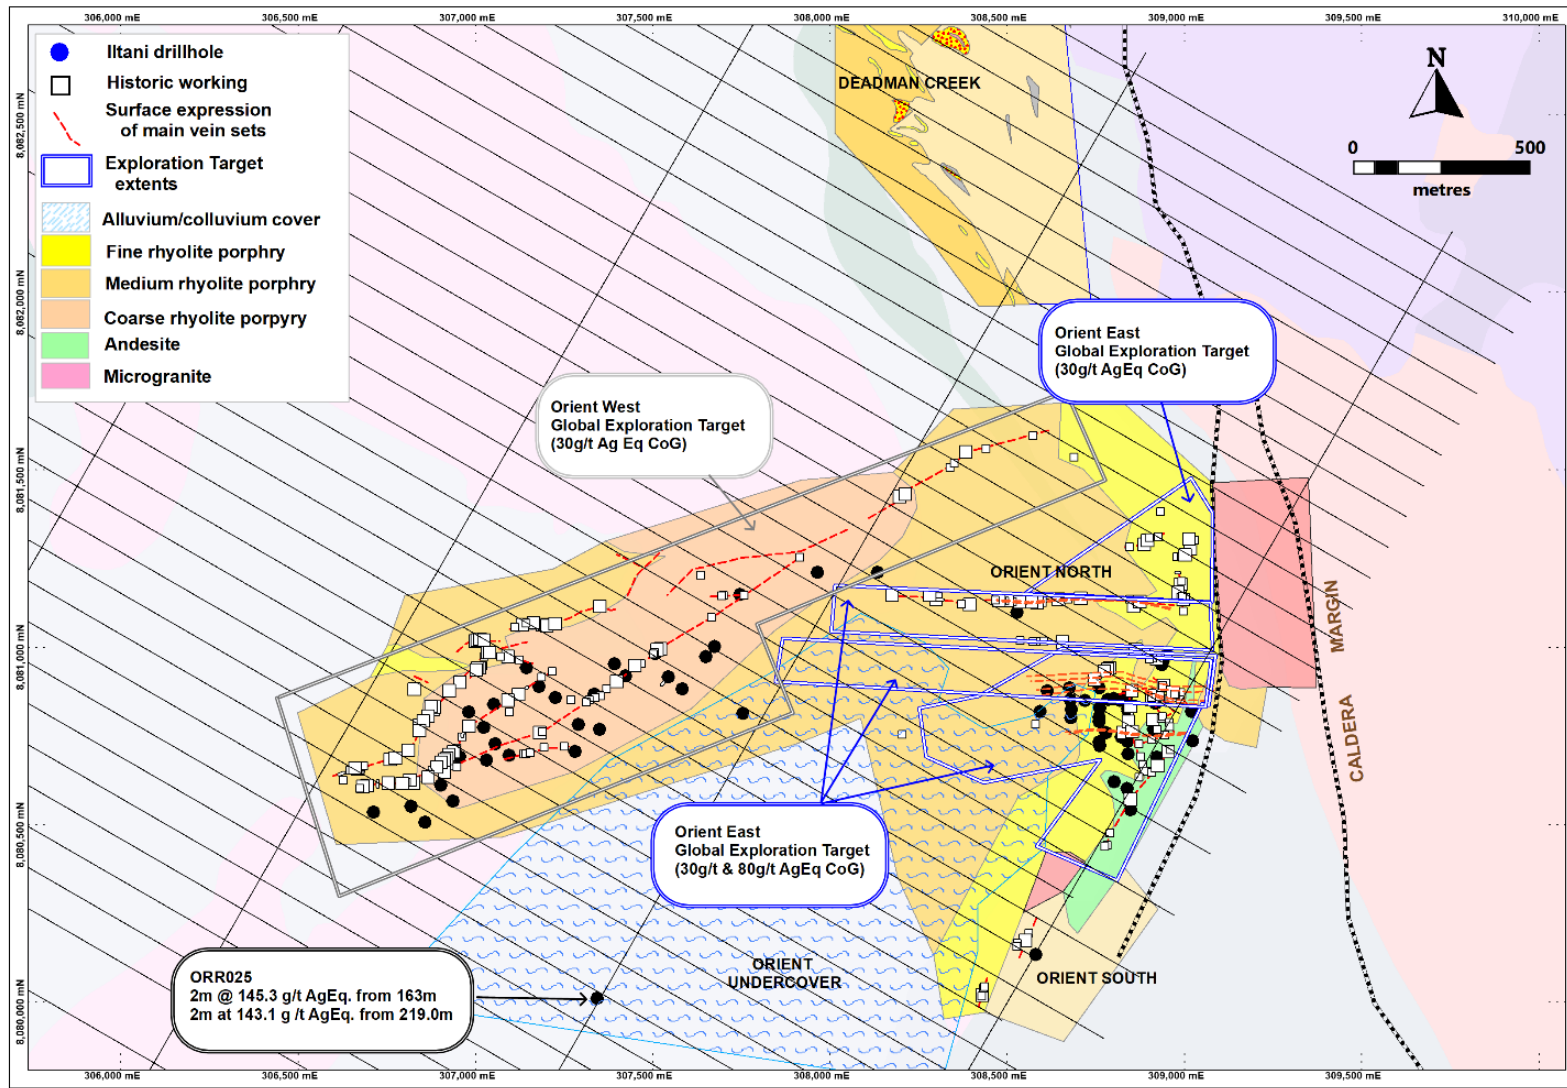 306,000 mE
306,500 mE
307,000 mE
307,500 mE
308,000 mE
308,500 mE
309,000 mE
309,500 mE
310,000 mE
Iltani drillhole
Historic working
Surface expression
of main vein sets
Exploration Target
extents
Alluvium/colluvium cover
Fine rhyolite porphry
Medium rhyolite porphry
Coarse rhyolite porpyry
Andesite
Microgranite
DEADMAN CREEK
N
0 500
metres
8,082,500 mN
8,082,000 mN
8,081,500 mN
8,081,000 mN
8,080,500 mN
8,080,000 mN
Orient East
Global Exploration Target
(30g/t AgEq CoG)
Orient West
Global Exploration Target
(30g/t Ag Eq CoG)
ORIENT NORTH
CALDERA MARGIN
Orient East
Global Exploration Target
(30g/t & 80g/t AgEq CoG)
ORIENT
UNDERCOVER
ORIENT SOUTH
ORR025
2m @ 145.3 g/t AgEq. from 163m
2m at 143.1 g /t AgEq. from 219.0m
306,000 mE
306,500 mE
307,000 mE
307,500 mE
308,000 mE
308,500 mE
309,000 mE
309,500 mE